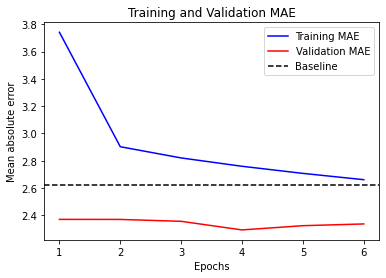 Training and Validation MAE
Training MAE
Validation MAE
Baseline
Mean absolute error
3.8
3.6
3.4
3.2
3.0
2.8
2.6
2.4
1 2 3 4 5 6
Epochs